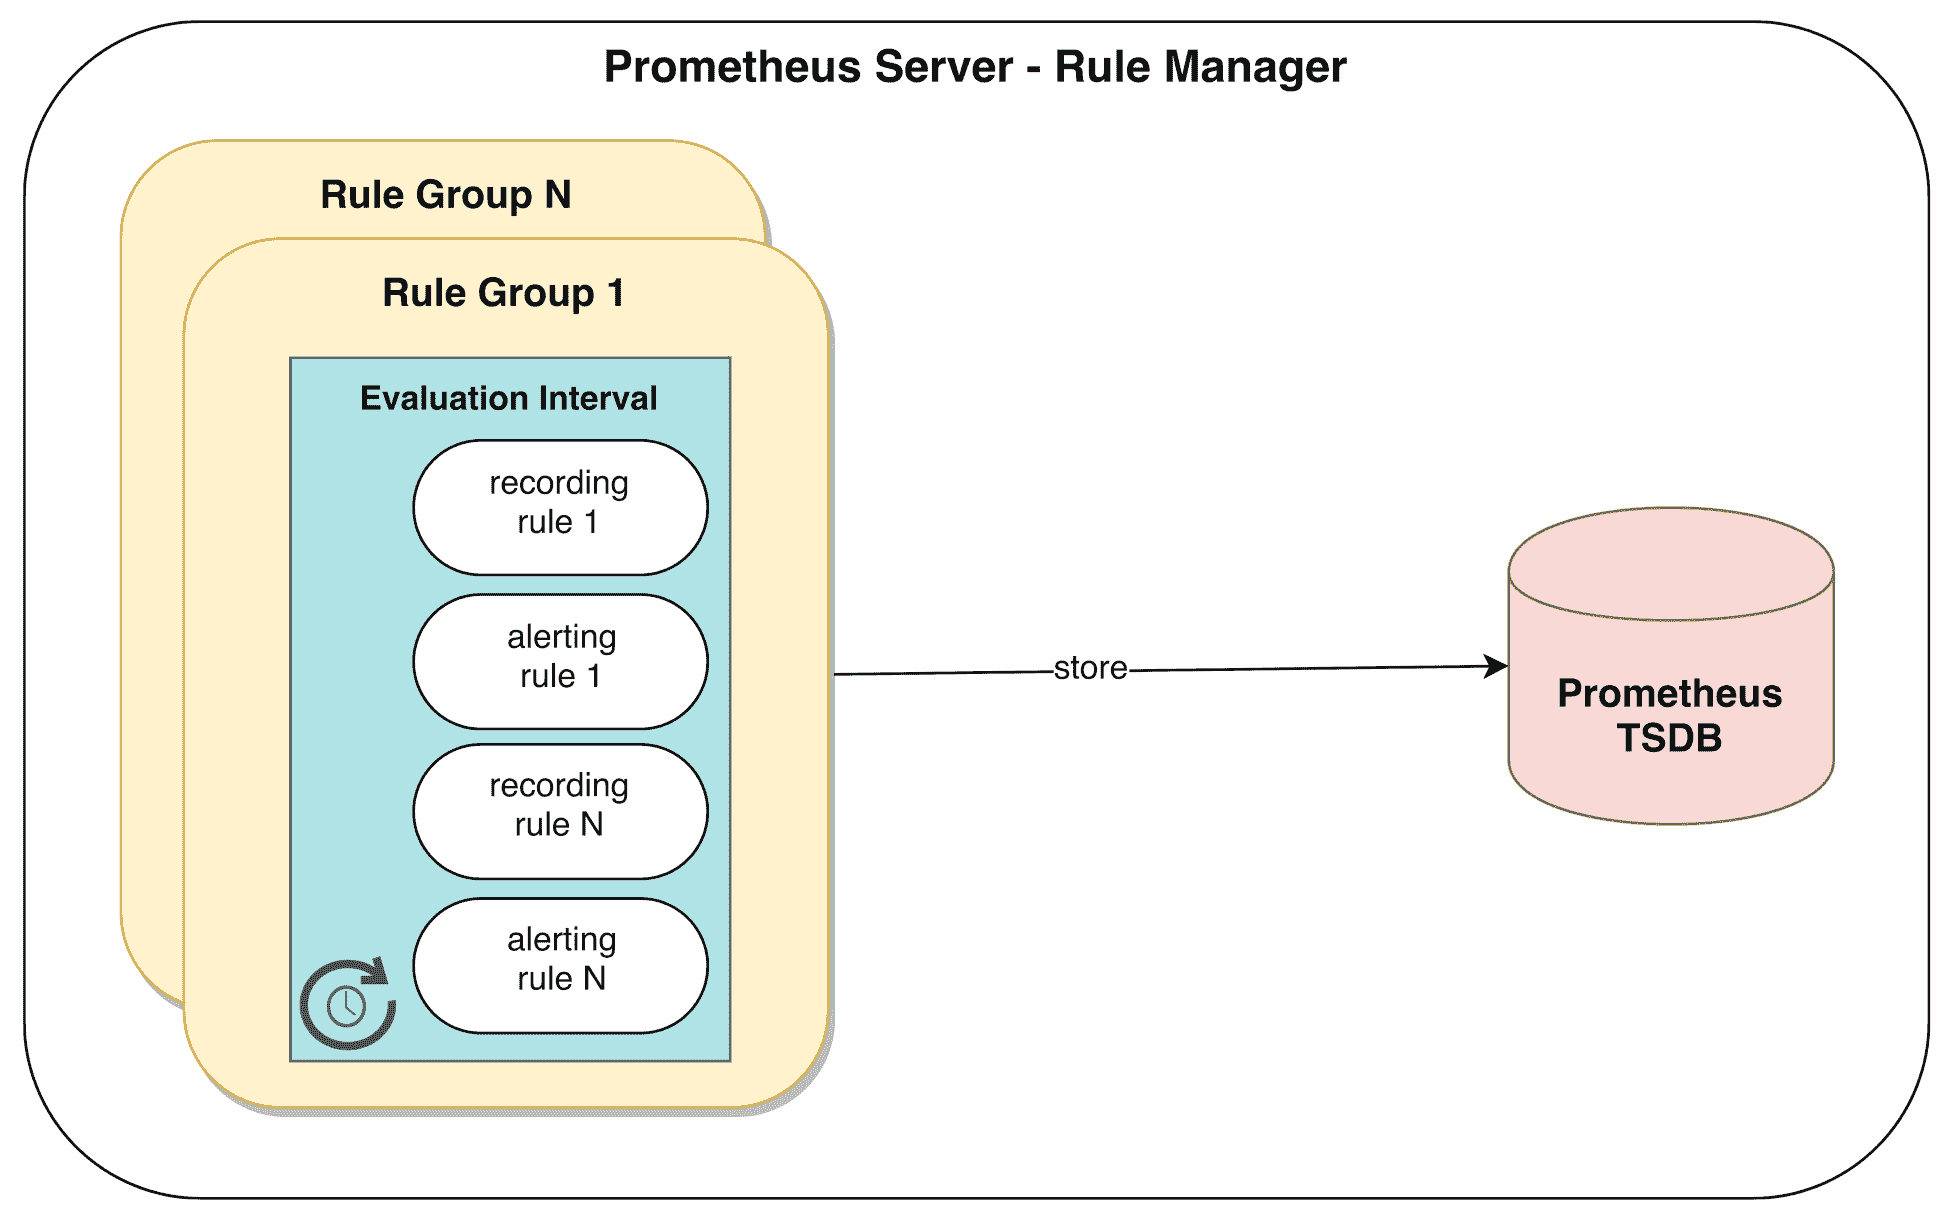 Prometheus Server - Rule Manager
Rule Group N
Rule Group 1
Evaluation Interval
recording
rule 1
alerting
rule 1
recording
rule N
alerting
rule N
store
Prometheus
TSDB